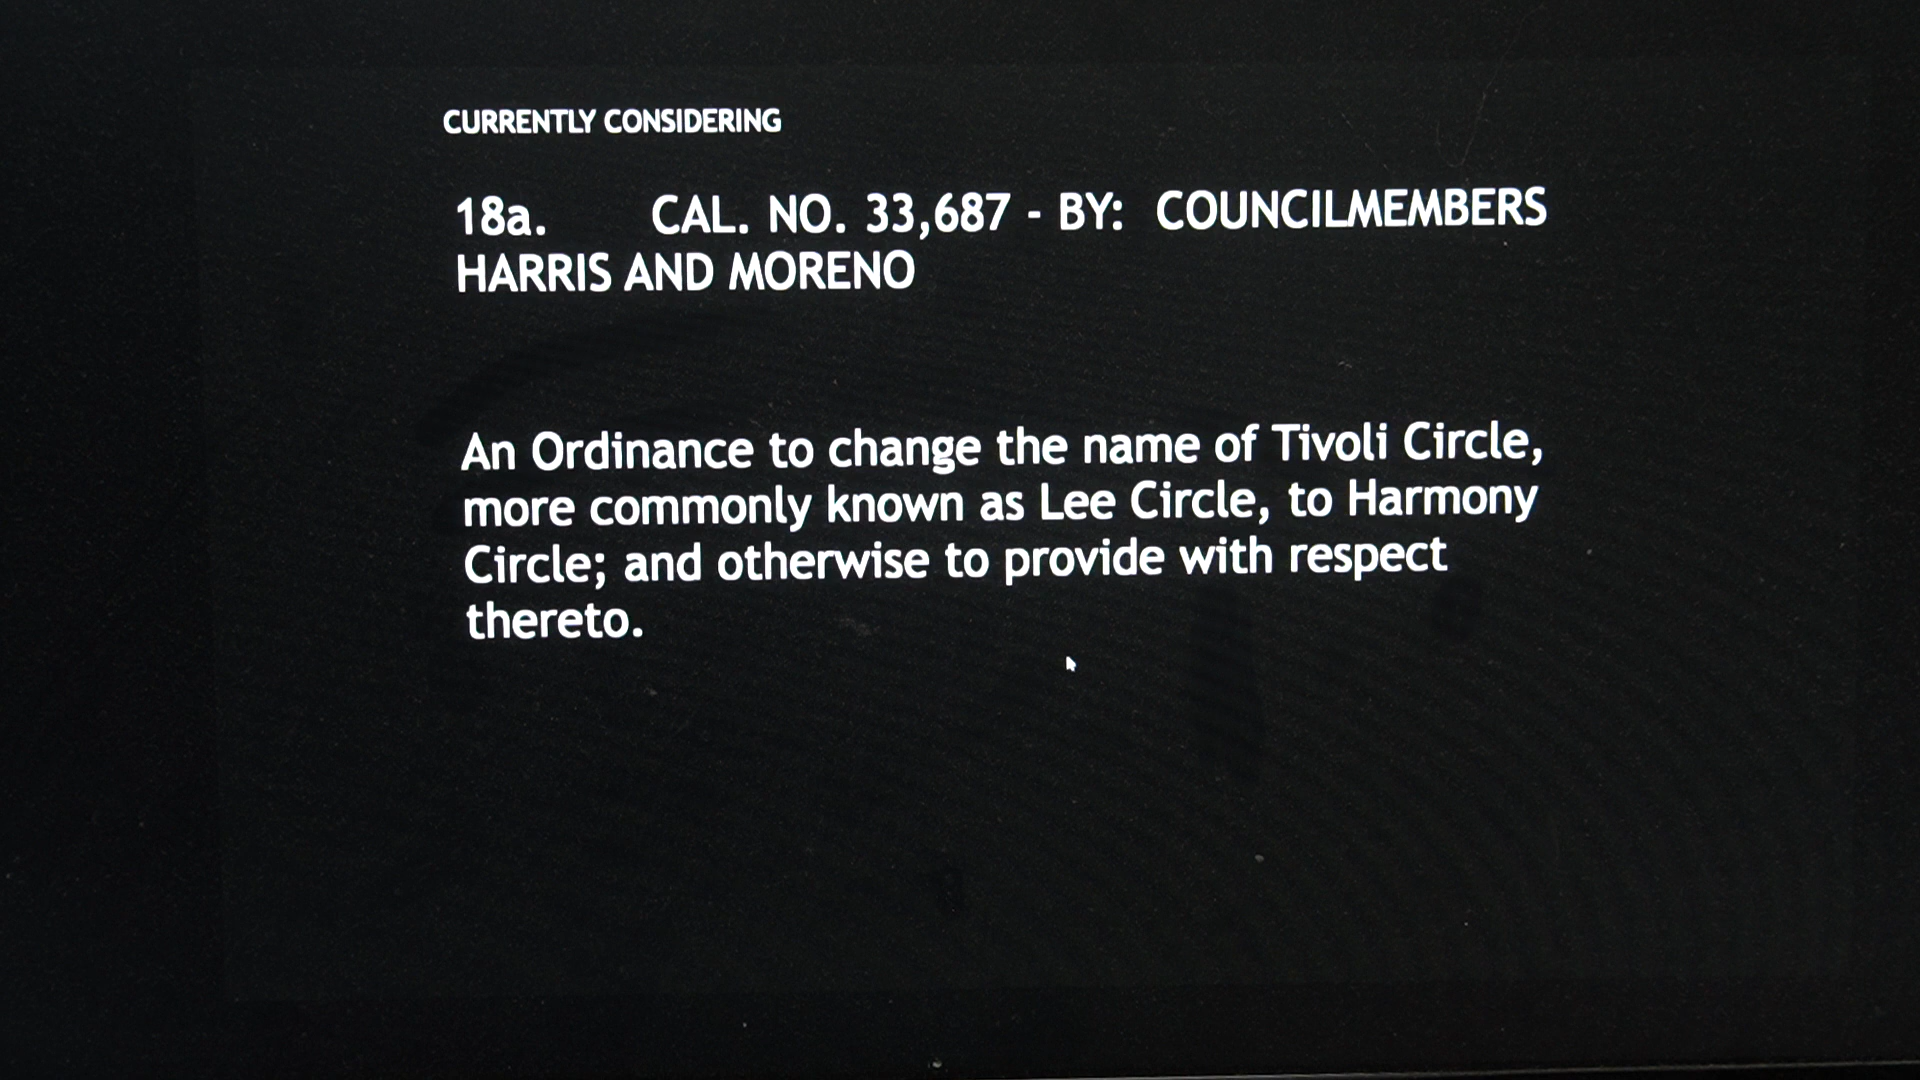 CURRENTLY CONSIDERING
18a. CAL. NO. 33,687 - BY: COUNCILMEMBERS
HARRIS AND MORENO
An Ordinance to change the name of Tivoli Circle,
more commonly known as Lee Circle, to Harmony
Circle; and otherwise to provide with respect
thereto.